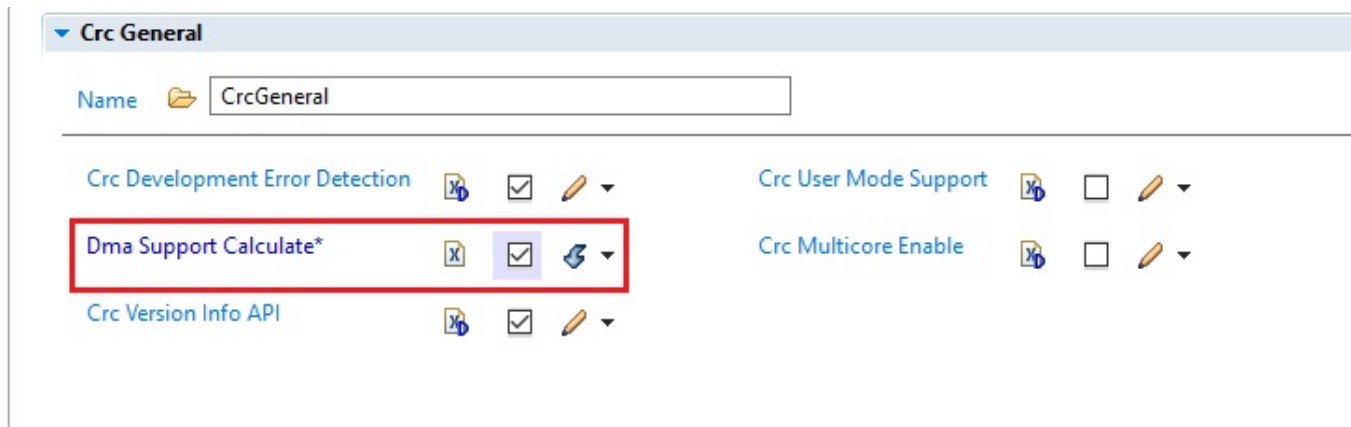 Crc General
Name CrcGeneral
Crc Development Error Detection
Crc User Mode Support
Dma Support Calculate*
Crc Multicore Enable
Crc Version Info API